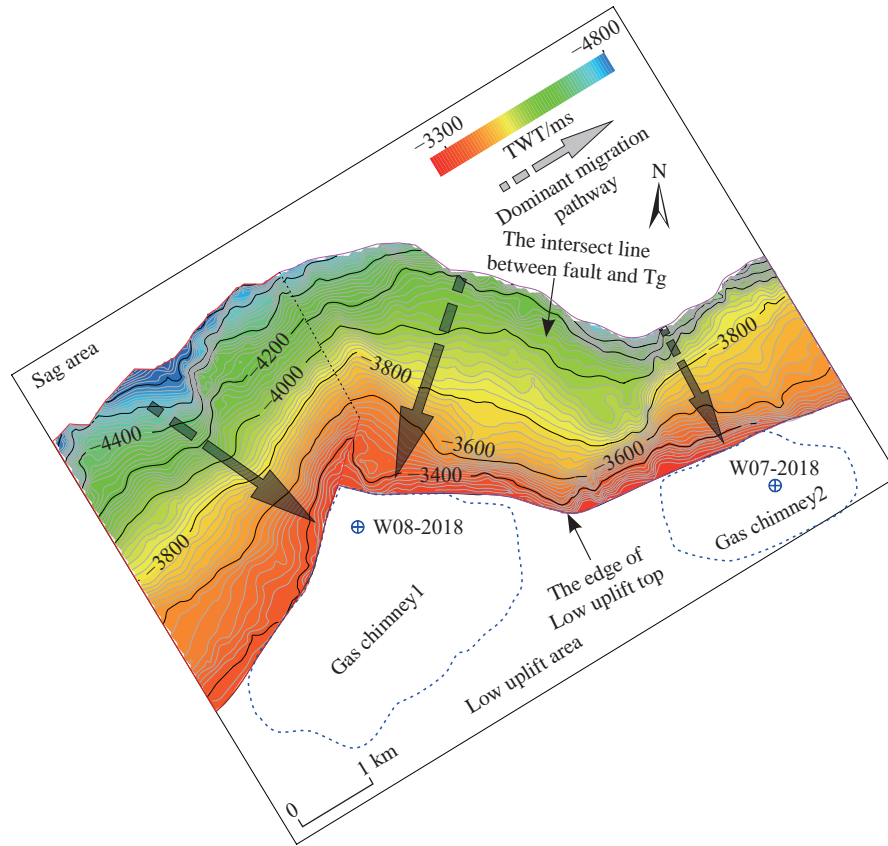 −4800
−3300
TWT/ms
Dominant migration
pathway
N
The intersect line
between fault and Tg
Sag area
−4200
−4000
−3800
−3800
−4400
−3600
−3600
−3400
−3800
W07-2018
Gas chimney2
W08-2018
The edge of
Low uplift top
Gas chimney1
Low uplift area
0
1 km